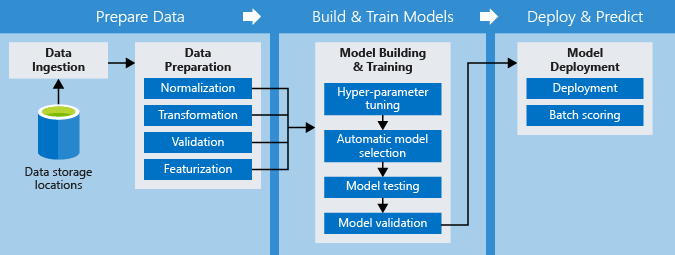 Prepare Data
Build & Train Models
Deploy & Predict
Data
Ingestion
Data storage
locations
Data
Preparation
Normalization
Transformation
Validation
Featurization
Model Building
& Training
Hyper-parameter
tuning
Automatic model
selection
Model testing
Model validation
Model
Deployment
Deployment
Batch scoring